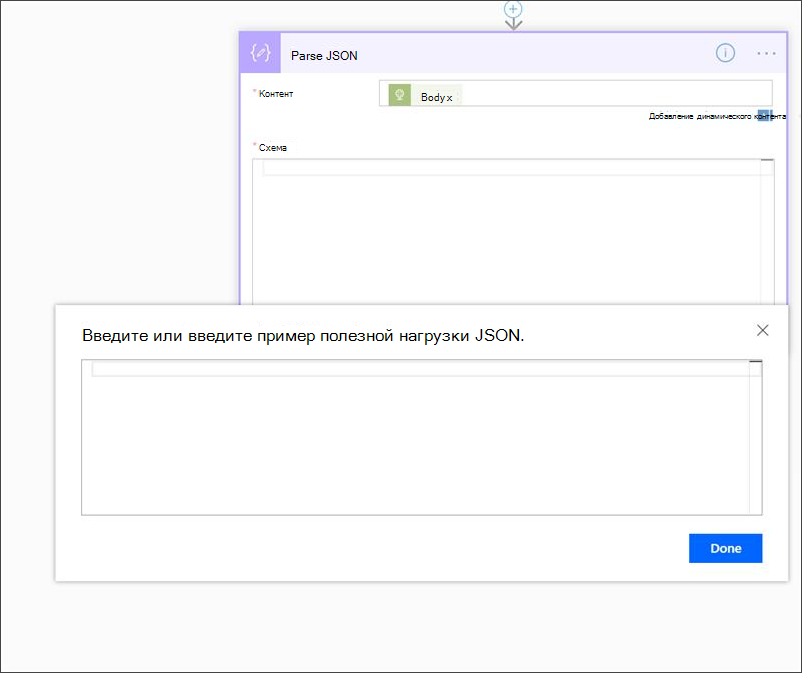 Parse JSON
* Контент
Body x
Добавление динамического контента
* Схема
Введите или введите пример полезной нагрузки JSON.
Done